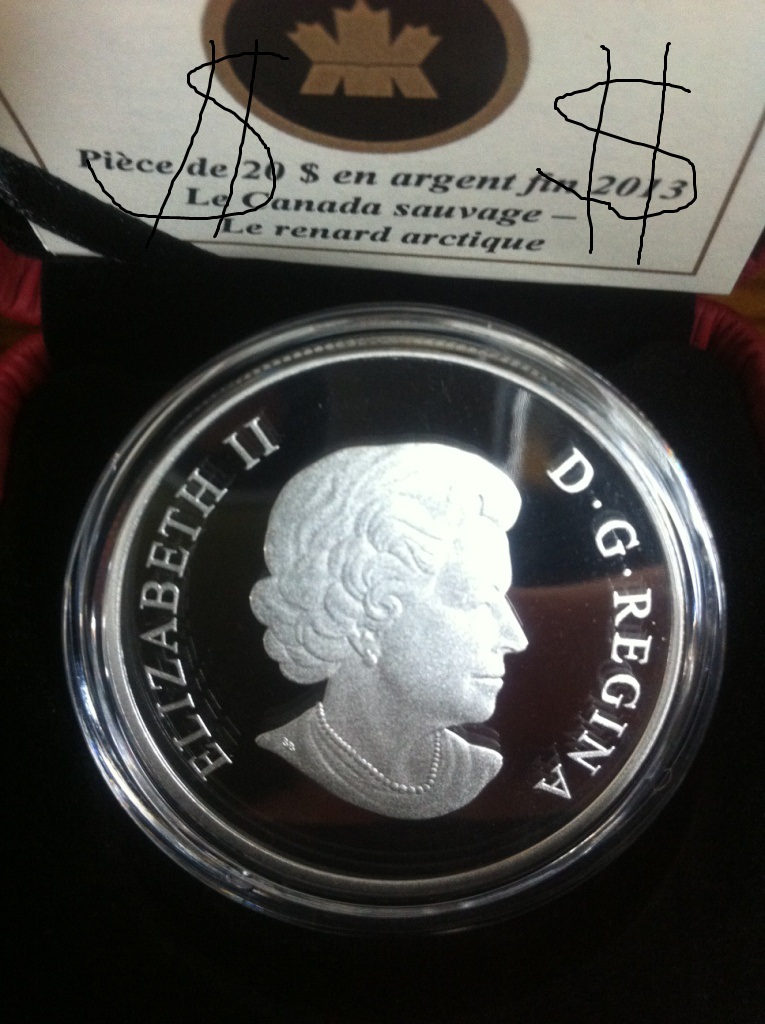 $ $
Pièce de 20 $ en argent fin 2013
Le Canada sauvage –
Le renard arctique
ELIZABETH II
D·G·REGINA